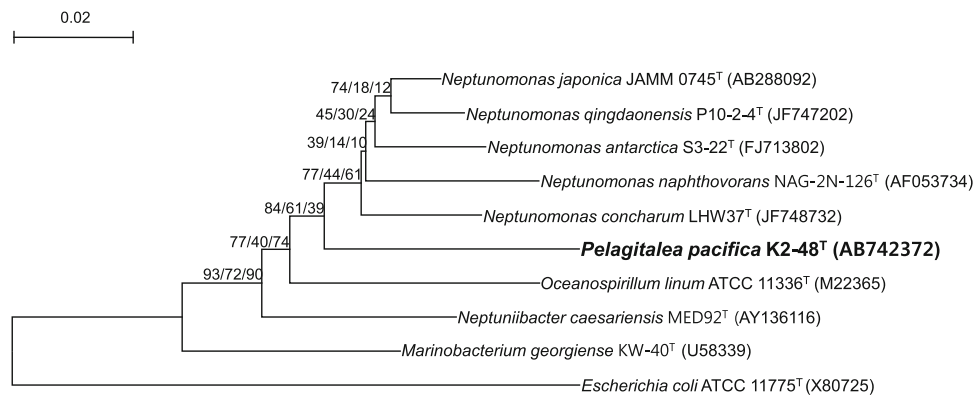 0.02
74/18/12
Neptunomonas japonica JAMM 0745ᵀ (AB288092)
45/30/24
Neptunomonas qingdaonensis P10-2-4ᵀ (JF747202)
39/14/10
Neptunomonas antarctica S3-22ᵀ (FJ713802)
77/44/61
Neptunomonas naphthovorans NAG-2N-126ᵀ (AF053734)
84/61/39
Neptunomonas concharum LHW37ᵀ (JF748732)
77/40/74
Pelagitalea pacifica K2-48ᵀ (AB742372)
93/72/90
Oceanospirillum linum ATCC 11336ᵀ (M22365)
Neptuniibacter caesariensis MED92ᵀ (AY136116)
Marinobacterium georgiense KW-40ᵀ (U58339)
Escherichia coli ATCC 11775ᵀ (X80725)